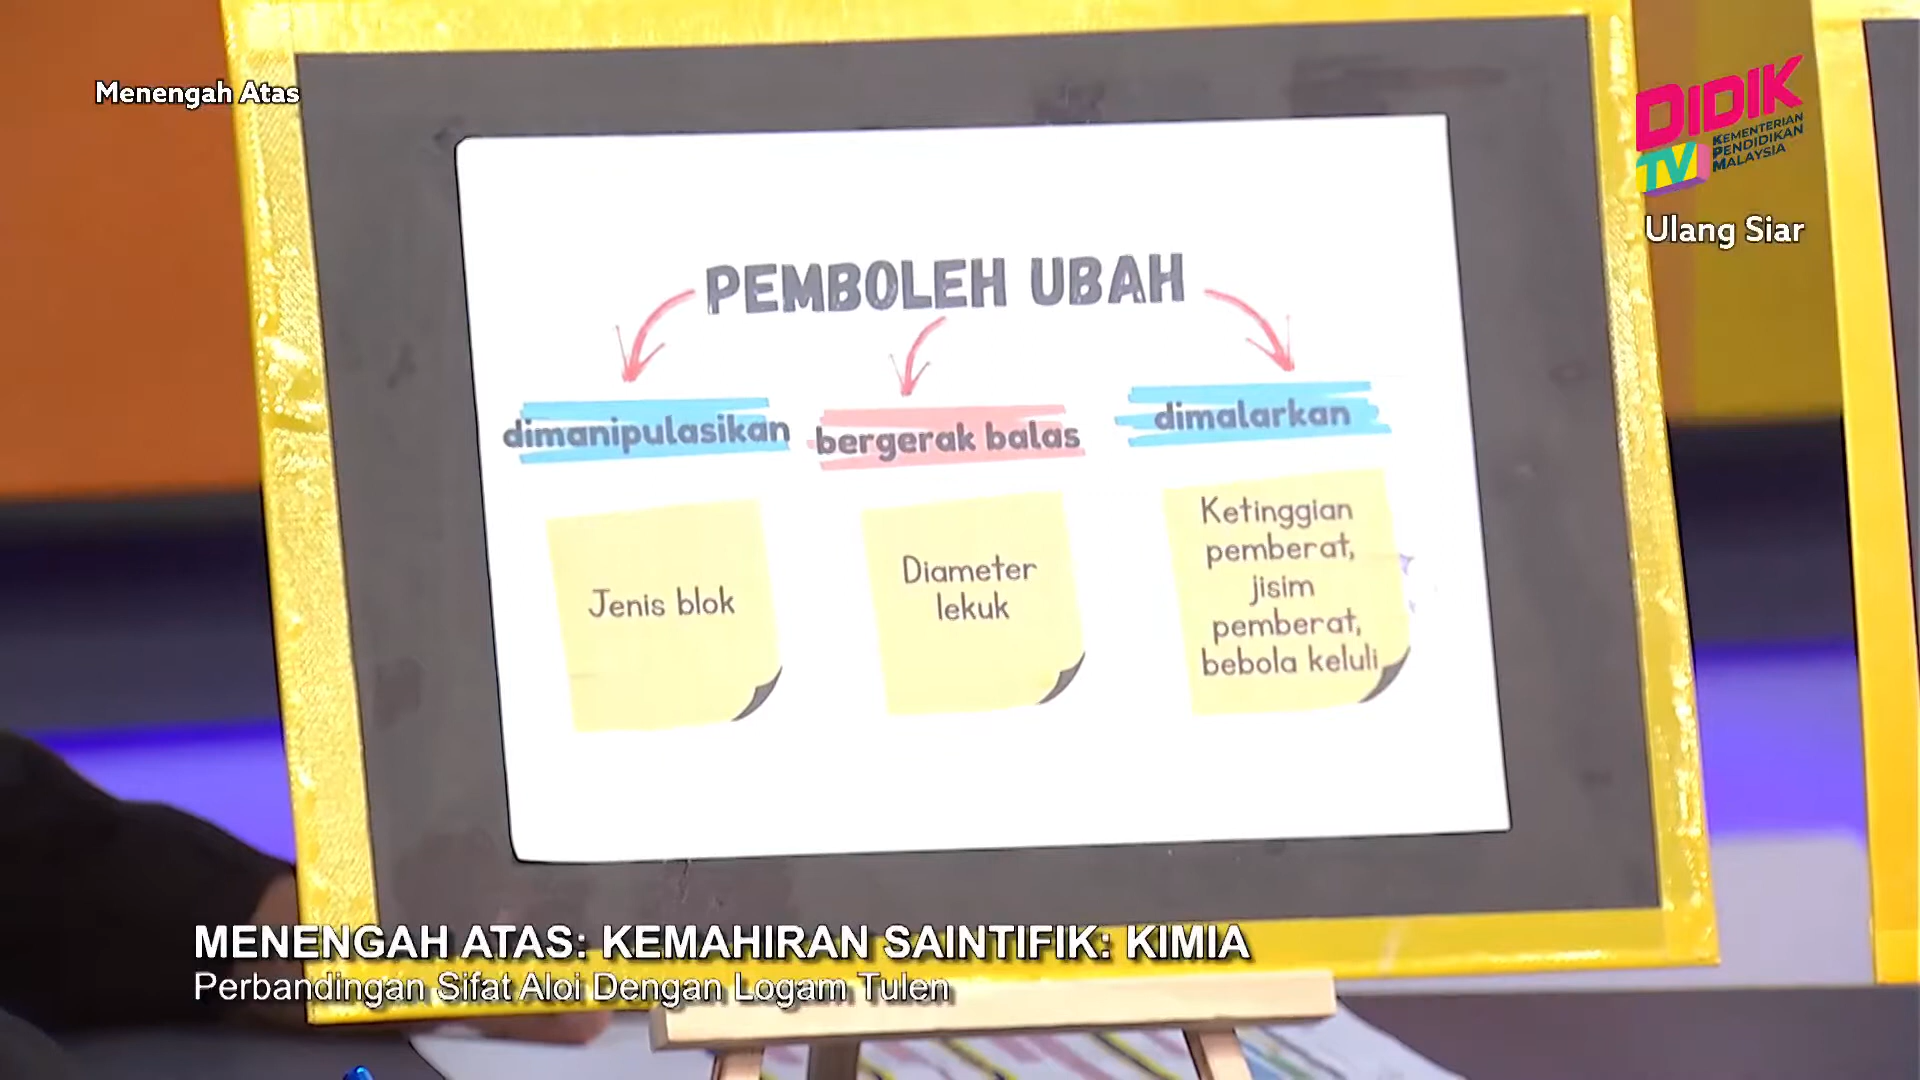 Menengah Atas
DIDIK
TV
KEMENTERIAN
PENDIDIKAN
MALAYSIA
Ulang Siar
PEMBOLEH UBAH
dimanipulasikan
bergerak balas
dimalarkan
Jenis blok
Diameter
lekuk
Ketinggian
pemberat,
jisim
pemberat,
bebola keluli
MENENGAH ATAS: KEMAHIRAN SAINTIFIK: KIMIA
Perbandingan Sifat Aloi Dengan Logam Tulen